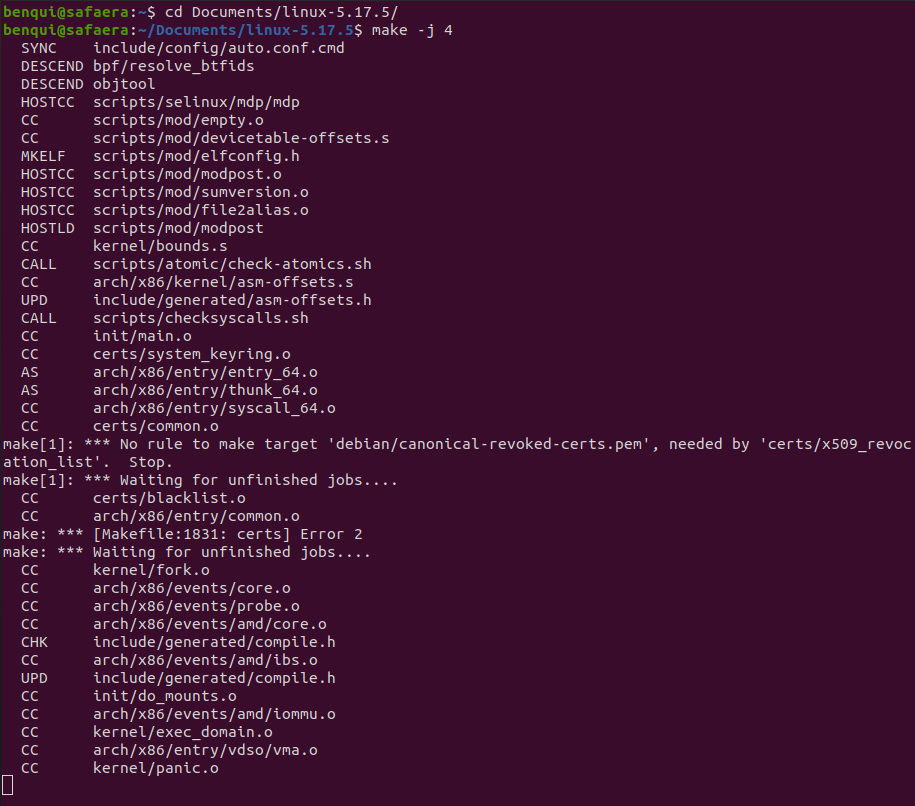 benqui@safaera:~$ cd Documents/linux-5.17.5/
benqui@safaera:~/Documents/linux-5.17.5$ make -j 4
  SYNC    include/config/auto.conf.cmd
  DESCEND bpf/resolve_btfids
  DESCEND objtool
  HOSTCC  scripts/selinux/mdp/mdp
  CC      scripts/mod/empty.o
  CC      scripts/mod/devicetable-offsets.s
  MKELF   scripts/mod/elfconfig.h
  HOSTCC  scripts/mod/modpost.o
  HOSTCC  scripts/mod/sumversion.o
  HOSTCC  scripts/mod/file2alias.o
  HOSTLD  scripts/mod/modpost
  CC      kernel/bounds.s
  CALL    scripts/atomic/check-atomics.sh
  CC      arch/x86/kernel/asm-offsets.s
  UPD     include/generated/asm-offsets.h
  CALL    scripts/checksyscalls.sh
  CC      init/main.o
  CC      certs/system_keyring.o
  AS      arch/x86/entry/entry_64.o
  AS      arch/x86/entry/thunk_64.o
  CC      arch/x86/entry/syscall_64.o
  CC      certs/common.o
make[1]: *** No rule to make target 'debian/canonical-revoked-certs.pem', needed by 'certs/x509_revoc
ation_list'.  Stop.
make[1]: *** Waiting for unfinished jobs....
  CC      certs/blacklist.o
  CC      arch/x86/entry/common.o
make: *** [Makefile:1831: certs] Error 2
make: *** Waiting for unfinished jobs....
  CC      kernel/fork.o
  CC      arch/x86/events/core.o
  CC      arch/x86/events/probe.o
  CC      arch/x86/events/amd/core.o
  CHK     include/generated/compile.h
  CC      arch/x86/events/amd/ibs.o
  UPD     include/generated/compile.h
  CC      init/do_mounts.o
  CC      arch/x86/events/amd/iommu.o
  CC      kernel/exec_domain.o
  CC      arch/x86/entry/vdso/vma.o
  CC      kernel/panic.o